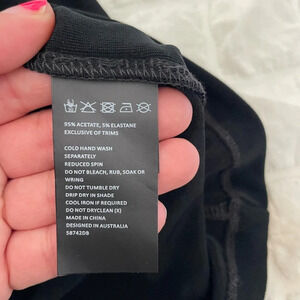 95% ACETATE, 5% ELASTANE
EXCLUSIVE OF TRIMS
COLD HAND WASH
SEPARATELY
REDUCED SPIN
DO NOT BLEACH, RUB, SOAK OR
WRING
DO NOT TUMBLE DRY
DRIP DRY IN SHADE
COOL IRON IF REQUIRED
DO NOT DRYCLEAN (X)
MADE IN CHINA
DESIGNED IN AUSTRALIA
58742DB